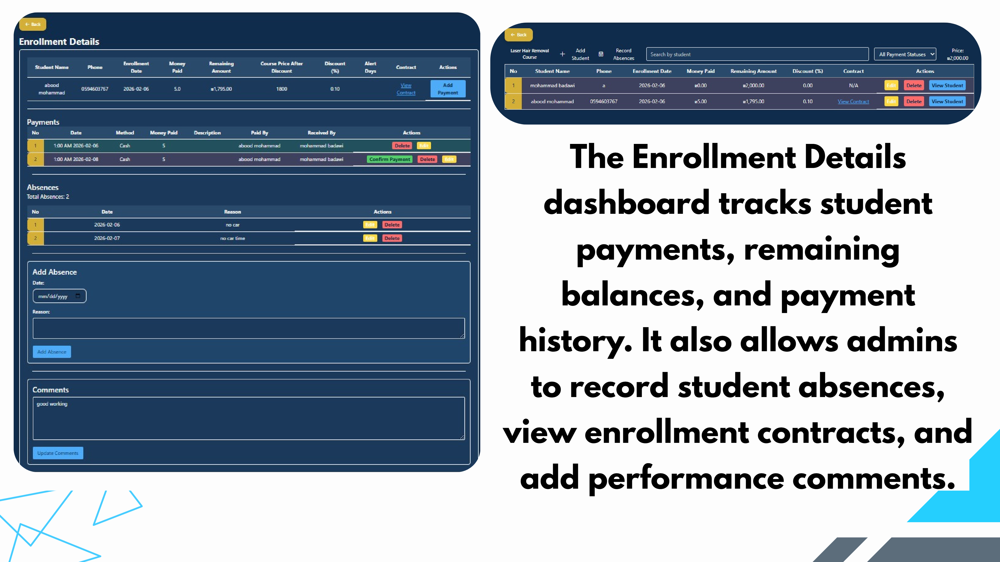 ← Back
Enrollment Details
Student Name Phone Enrollment Date Money Paid Remaining Amount Course Price After Discount Discount (%) Alert Days Contract Actions
abood mohammad 0594603767 2026-02-06 5.0 ₪1,795.00 1800 0.10 View Contract Add Payment
Payments
No Date Method Money Paid Description Paid By Received By Actions
1 1:00 AM 2026-02-06 Cash 5 abood mohammad mohammad badawi Delete Edit
2 1:00 AM 2026-02-08 Cash 5 abood mohammad mohammad badawi Confirm Payment Delete Edit
Absences
Total Absences: 2
No Date Reason Actions
1 2026-02-06 no car Edit Delete
2 2026-02-07 no car time Edit Delete
Add Absence
Date:
mm/dd/yyyy
Reason:
Add Absence
Comments
good working
Update Comments
← Back
Laser Hair Removal Course + Add Student Record Absences Search by student All Payment Statuses Price: ₪2,000.00
No Student Name Phone Enrollment Date Money Paid Remaining Amount Discount (%) Contract Actions
1 mohammad badawi a 2026-02-06 ₪0.00 ₪2,000.00 0.00 N/A Edit Delete View Student
2 abood mohammad 0594603767 2026-02-06 ₪5.00 ₪1,795.00 0.10 View Contract Edit Delete View Student
The Enrollment Details
dashboard tracks student
payments, remaining
balances, and payment
history. It also allows admins
to record student absences,
view enrollment contracts, and
add performance comments.